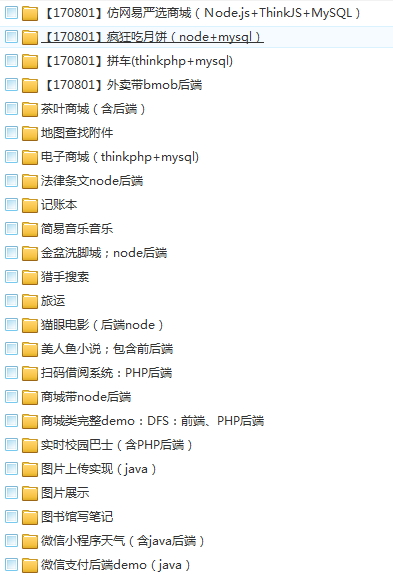 【170801】仿网易严选商城（Node.js+ThinkJS+MySQL）
【170801】疯狂吃月饼（node+mysql）
【170801】拼车(thinkphp+mysql)
【170801】外卖带bmob后端
茶叶商城（含后端）
地图查找附件
电子商城（thinkphp+mysql)
法律条文node后端
记账本
简易音乐音乐
金盆洗脚城；node后端
猎手搜索
旅运
猫眼电影（后端node）
美人鱼小说；包含前后端
扫码借阅系统：PHP后端
商城带node后端
商城类完整demo：DFS：前端、PHP后端
实时校园巴士（含PHP后端）
图片上传实现（java）
图片展示
图书馆写笔记
微信小程序天气（含java后端）
微信支付后端demo（java）